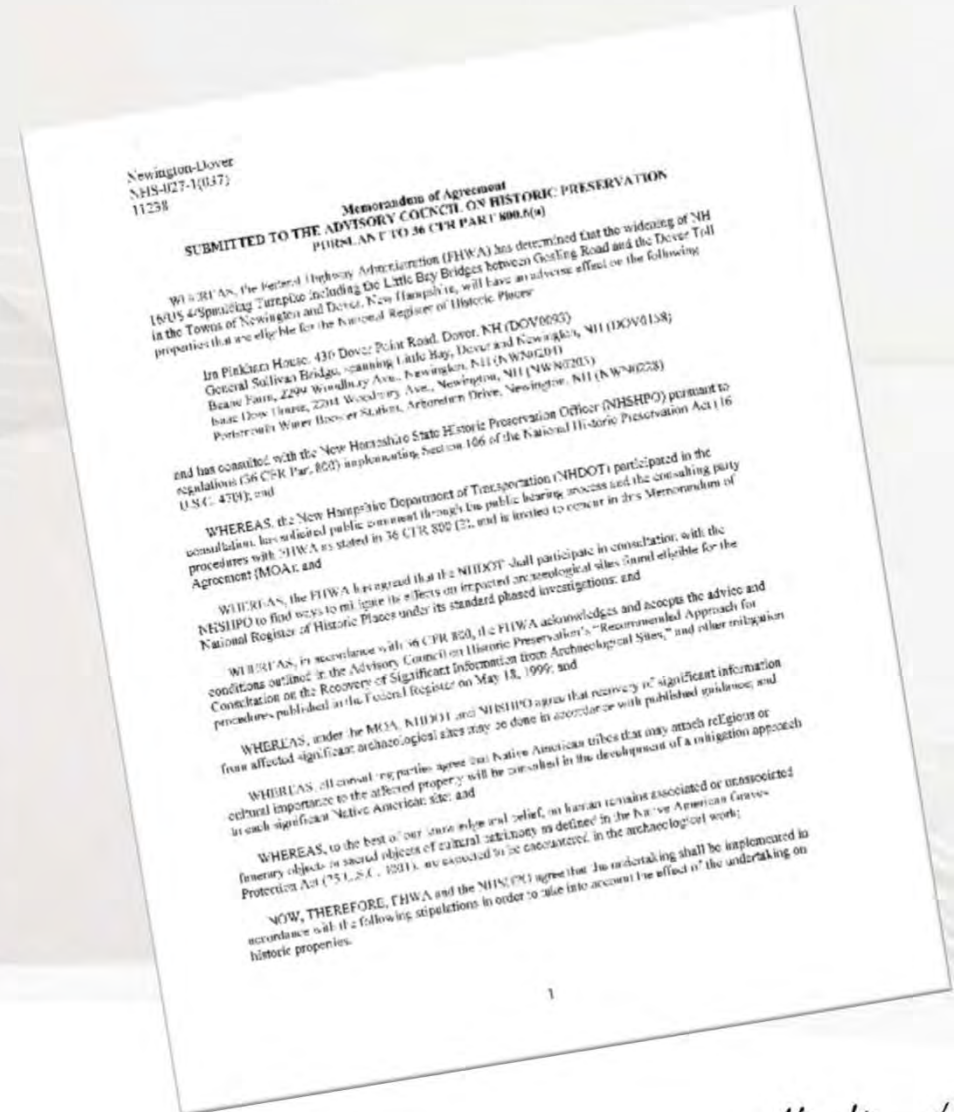 Newington-Dover
NHS-027-1(037)
11238
Memorandum of Agreement
SUBMITTED TO THE ADVISORY COUNCIL ON HISTORIC PRESERVATION
PURSUANT TO 36 CFR PART 800.6(a)
WHEREAS, the Federal Highway Administration (FHWA) has determined that the widening of NH
16/US 4/Spaulding Turnpike including the Little Bay Bridges between Gosling Road and the Dover Toll
in the Towns of Newington and Dover, New Hampshire, will have an adverse effect on the following
properties that are eligible for the National Register of Historic Places:
Ira Pinkham House, 436 Dover Point Road, Dover, NH (DOV0093)
General Sullivan Bridge, spanning Little Bay, Dover and Newington, NH (DOV0158)
Beane Farm, 2299 Woodbury Ave., Newington, NH (NWN0204)
Isaac Dow House, 2204 Woodbury Ave., Newington, NH (NWN0205)
Portsmouth Water Booster Station, Arboretum Drive, Newington, NH (NWN0228)
and has consulted with the New Hampshire State Historic Preservation Officer (NHSHPO) pursuant to
regulations (36 CFR Part 800) implementing Section 106 of the National Historic Preservation Act (16
U.S.C. 470f); and
WHEREAS, the New Hampshire Department of Transportation (NHDOT) participated in the
consultation, has solicited public comment through the public hearing process and the consulting party
procedures with FHWA as stated in 36 CFR 800 (2), and is invited to concur in this Memorandum of
Agreement (MOA); and
WHEREAS, the FHWA has agreed that the NHDOT shall participate in consultation with the
NHSHPO to find ways to mitigate its effects on impacted archaeological sites found eligible for the
National Register of Historic Places under its standard phased investigations; and
WHEREAS, in accordance with 36 CFR 800, the FHWA acknowledges and accepts the advice and
conditions outlined in the Advisory Council on Historic Preservation's "Recommended Approach for
Consultation on the Recovery of Significant Information from Archaeological Sites," and other mitigation
procedures published in the Federal Register on May 18, 1999; and
WHEREAS, under the MOA, NHDOT and NHSHPO agree that recovery of significant information
from affected significant archaeological sites may be done in accordance with published guidance; and
WHEREAS, all consulting parties agree that Native American tribes that may attach religious or
cultural importance to the affected property will be consulted in the development of a mitigation approach
in each significant Native American site; and
WHEREAS, to the best of our knowledge and belief, no human remains associated or unassociated
funerary objects or sacred objects of cultural patrimony as defined in the Native American Graves
Protection Act (25 U.S.C. 3001), are expected to be encountered in the archaeological work;
NOW, THEREFORE, FHWA and the NHSHPO agree that the undertaking shall be implemented in
accordance with the following stipulations in order to take into account the effect of the undertaking on
historic properties.
1